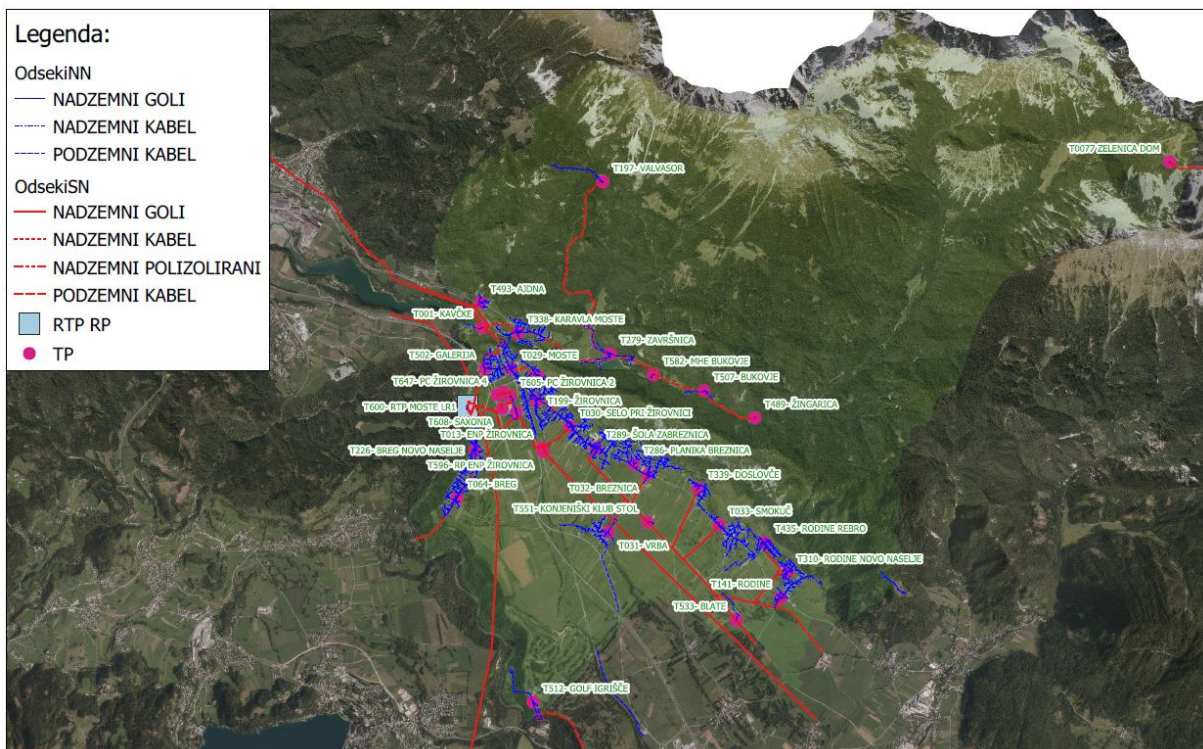 Legenda:
OdsekiNN
NADZEMNI GOLI
NADZEMNI KABEL
PODZEMNI KABEL
OdsekiSN
NADZEMNI GOLI
NADZEMNI KABEL
NADZEMNI POLIZOLIRANI
PODZEMNI KABEL
RTP RP
TP
T0077 ZELENICA DOM
T197- VALVASOR
T493- AJDNA
T001- KAVČKE
T338- KARAVLA MOSTE
T279- ZAVRŠNICA
T502- GALERIJA
T029- MOSTE
T582- MHE BUKOVJE
T647- PC ŽIROVNICA 4
T605- PC ŽIROVNICA 2
T507- BUKOVJE
T600- RTP MOSTE LR1
T199- ŽIROVNICA
T489- ŽINGARICA
T030- SELO PRI ŽIROVNICI
T608- SAXONIA
T013- ENP ŽIROVNICA
T289- ŠOLA ZABREZNICA
T226- BREG NOVO NASELJE
T286- PLANIKA BREZNICA
T596- RP ENP ŽIROVNICA
T339- DOSLOVČE
T064- BREG
T032- BREZNICA
T551- KONJENIŠKI KLUB STOL
T033- SMOKUČ
T435- RODINE REBRO
T031- VRBA
T310- RODINE NOVO NASELJE
T141- RODINE
T533- BLATE
T512- GOLF IGRIŠČE